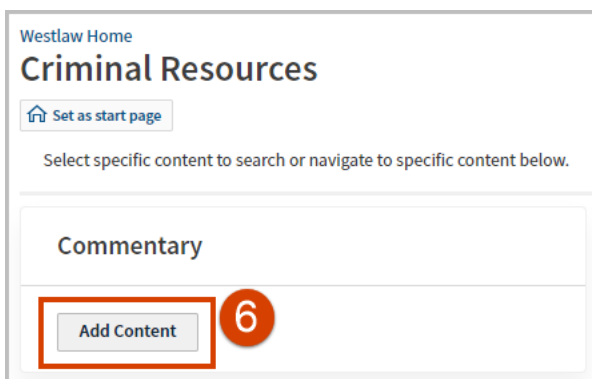 Westlaw Home
Criminal Resources
Set as start page
Select specific content to search or navigate to specific content below.
Commentary
Add Content
6